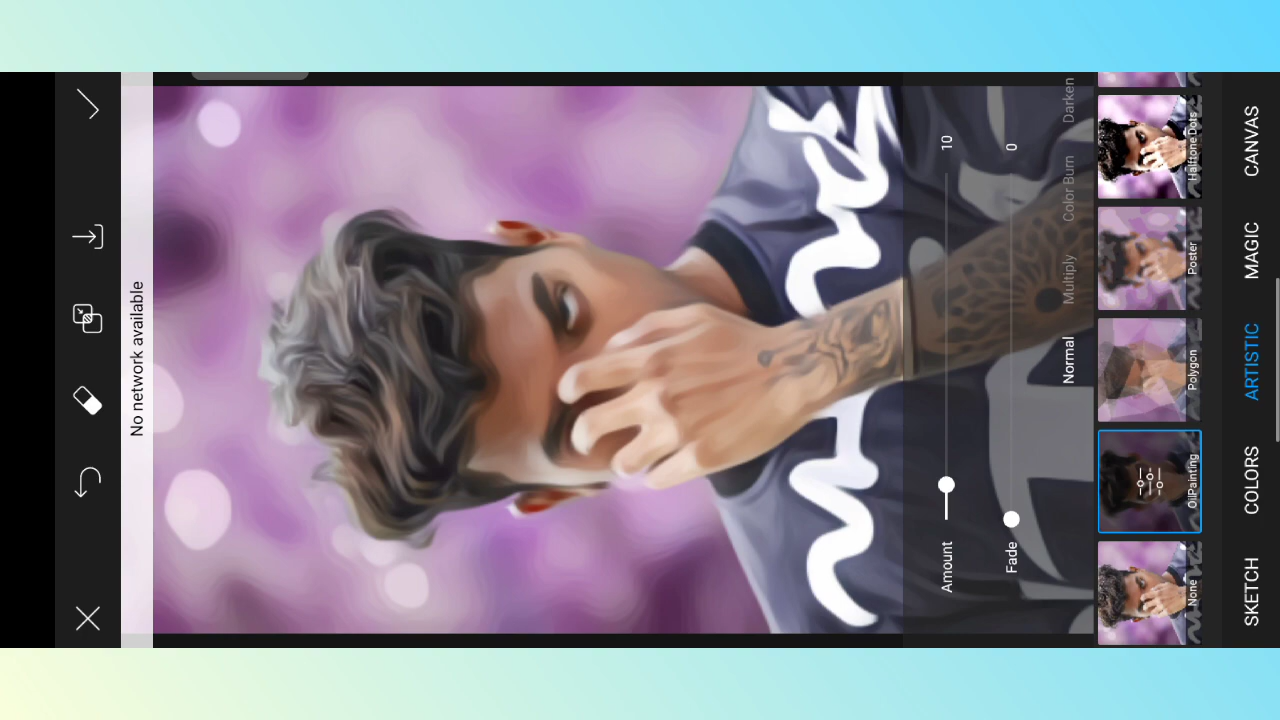 No network available
Amount 10
Fade 0
Normal Multiply Color Burn Darken
None OilPainting Polygon Poster Halftone Dots
SKETCH COLORS ARTISTIC MAGIC CANVAS